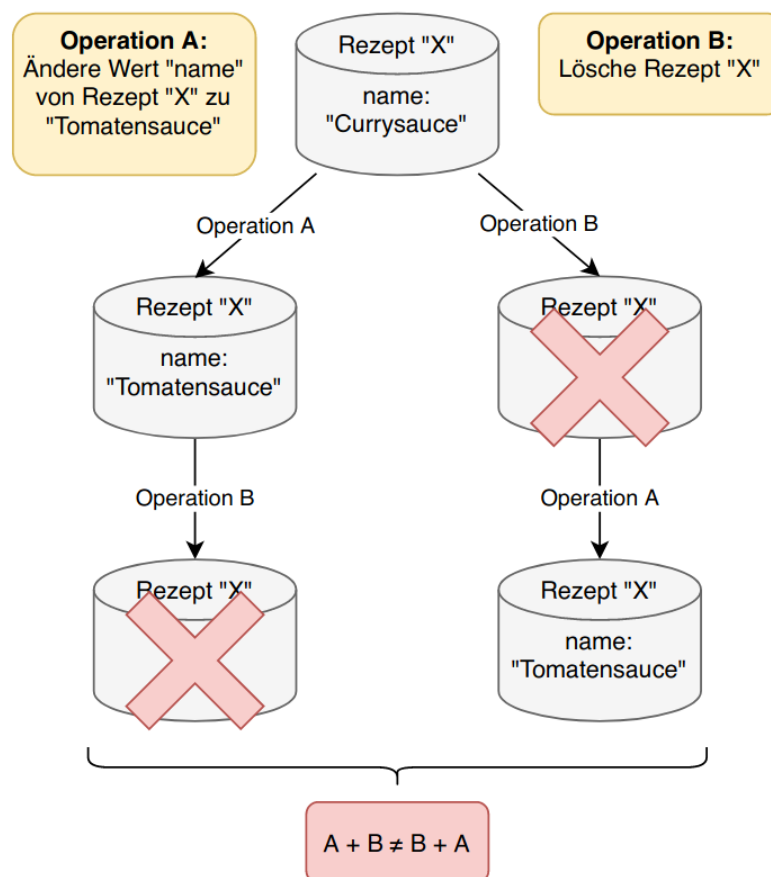 Operation A:
Ändere Wert "name"
von Rezept "X" zu
"Tomatensauce"
Rezept "X"
name:
"Currysauce"
Operation B:
Lösche Rezept "X"
Operation A
Operation B
Rezept "X"
name:
"Tomatensauce"
Rezept "X"
Operation B
Operation A
Rezept "X"
Rezept "X"
name:
"Tomatensauce"
A + B ≠ B + A